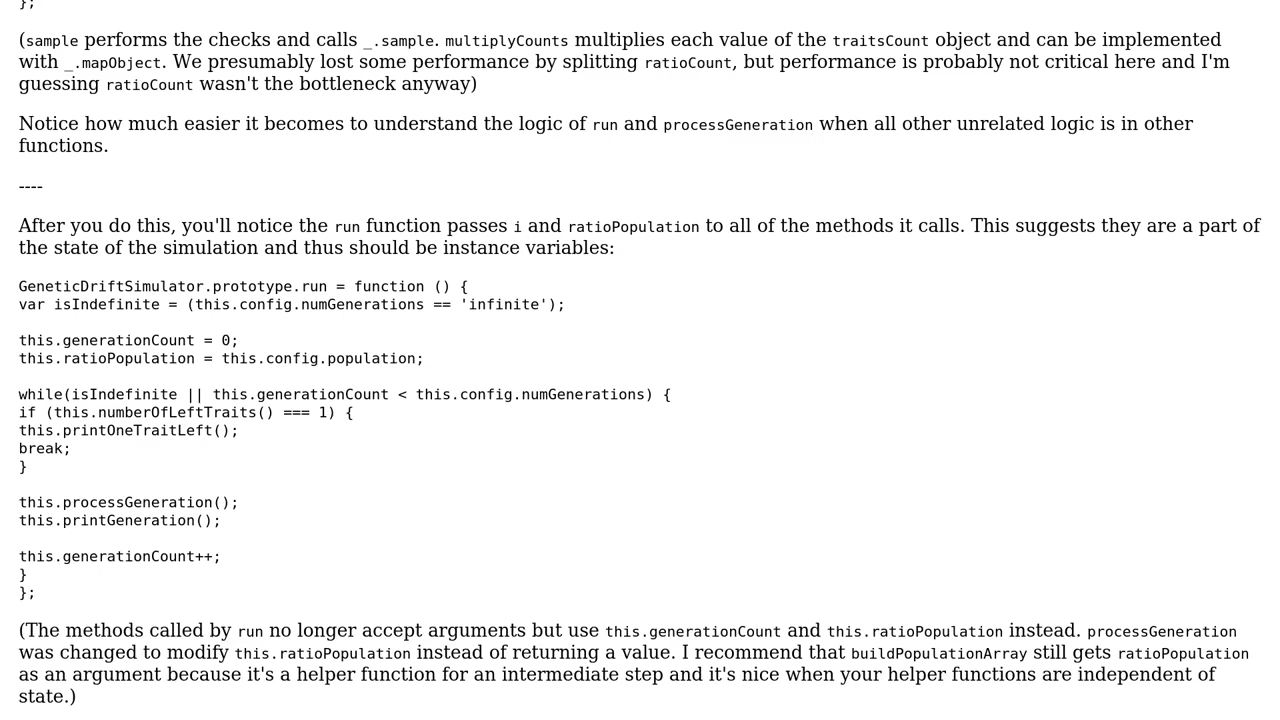 };
(sample performs the checks and calls _.sample. multiplyCounts multiplies each value of the traitsCount object and can be implemented
with _.mapObject. We presumably lost some performance by splitting ratioCount, but performance is probably not critical here and I'm
guessing ratioCount wasn't the bottleneck anyway)
Notice how much easier it becomes to understand the logic of run and processGeneration when all other unrelated logic is in other
functions.
----
After you do this, you'll notice the run function passes i and ratioPopulation to all of the methods it calls. This suggests they are a part of
the state of the simulation and thus should be instance variables:
GeneticDriftSimulator.prototype.run = function () {
var isIndefinite = (this.config.numGenerations == 'infinite');
this.generationCount = 0;
this.ratioPopulation = this.config.population;
while(isIndefinite || this.generationCount < this.config.numGenerations) {
if (this.numberOfLeftTraits() === 1) {
this.printOneTraitLeft();
break;
}
this.processGeneration();
this.printGeneration();
this.generationCount++;
}
};
(The methods called by run no longer accept arguments but use this.generationCount and this.ratioPopulation instead. processGeneration
was changed to modify this.ratioPopulation instead of returning a value. I recommend that buildPopulationArray still gets ratioPopulation
as an argument because it's a helper function for an intermediate step and it's nice when your helper functions are independent of
state.)